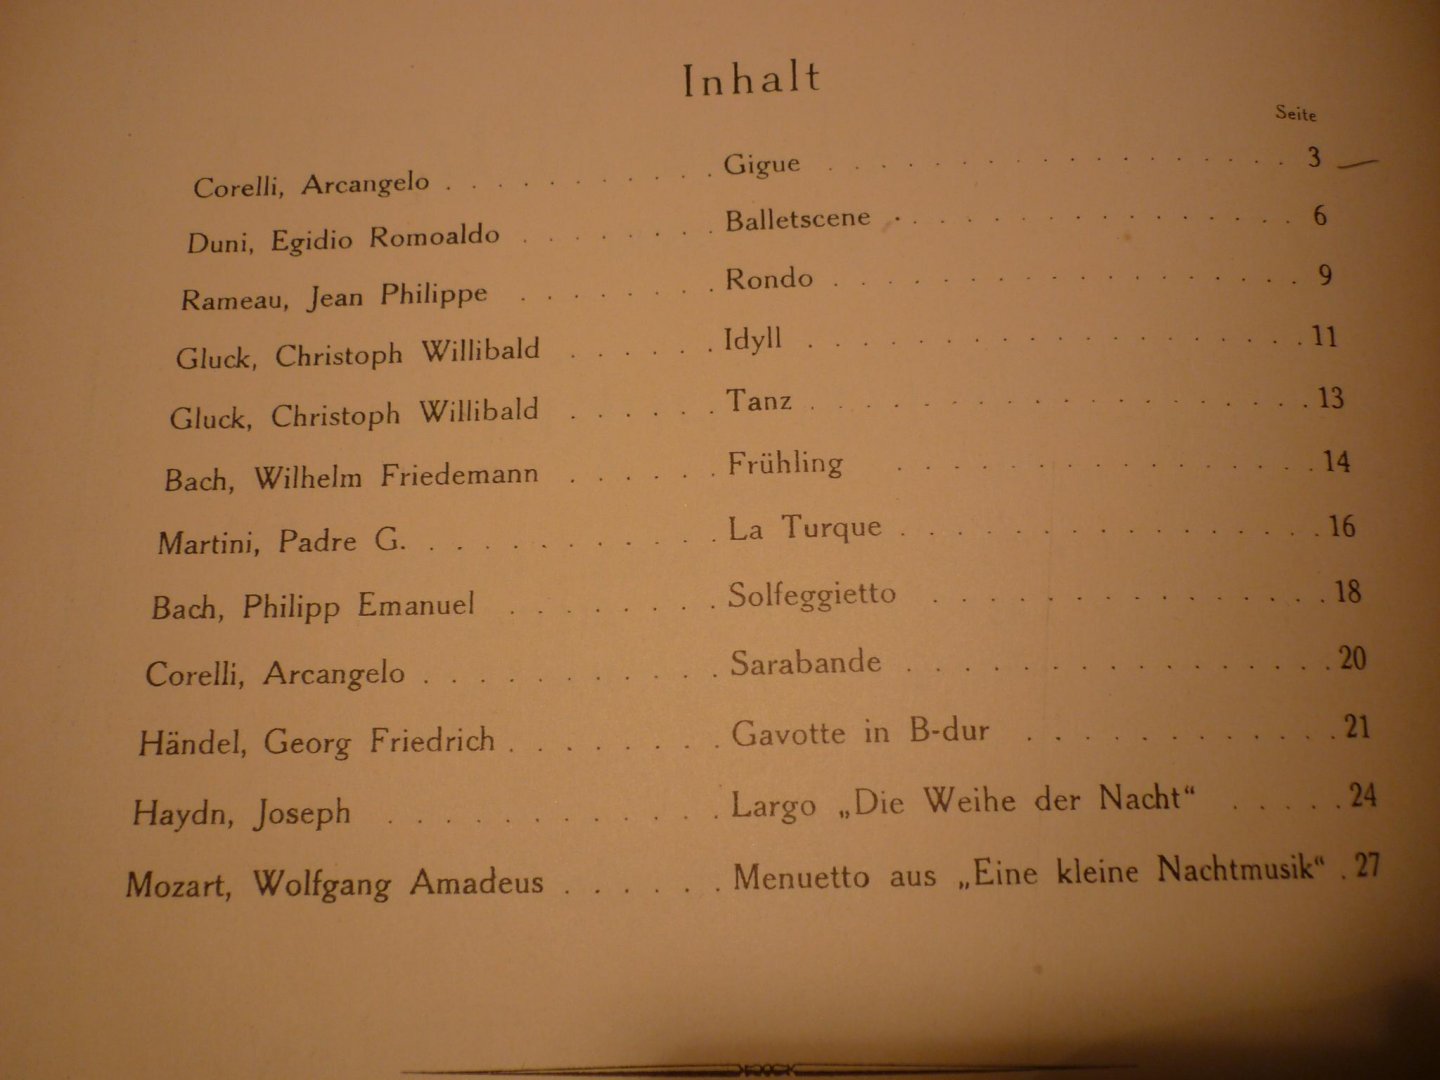 Inhalt
Seite
Corelli, Arcangelo . . . . . . . . . . . Gigue . . . . . . . . . . . . . . . . . 3
Duni, Egidio Romoaldo . . . . . . . . Balletscene . . . . . . . . . . . . . . . 6
Rameau, Jean Philippe . . . . . . . . Rondo . . . . . . . . . . . . . . . . . . 9
Gluck, Christoph Willibald . . . . . . Idyll . . . . . . . . . . . . . . . . . . . 11
Gluck, Christoph Willibald . . . . . . Tanz . . . . . . . . . . . . . . . . . . 13
Bach, Wilhelm Friedemann . . . . . . Frühling . . . . . . . . . . . . . . . 14
Martini, Padre G. . . . . . . . . . . . La Turque . . . . . . . . . . . . . . . 16
Bach, Philipp Emanuel . . . . . . . . Solfeggietto . . . . . . . . . . . . . . 18
Corelli, Arcangelo . . . . . . . . . . . Sarabande . . . . . . . . . . . . . . . 20
Händel, Georg Friedrich . . . . . . . . Gavotte in B-dur . . . . . . . . . . . 21
Haydn, Joseph . . . . . . . . . . . . Largo „Die Weihe der Nacht“ . . . . . 24
Mozart, Wolfgang Amadeus . . . . . . Menuetto aus „Eine kleine Nachtmusik“ . 27